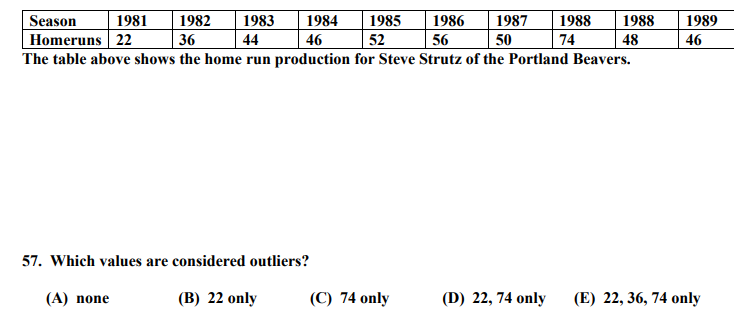 Season 1981 1982 1983 1984 1985 1986 1987 1988 1988 1989
Homeruns 22 36 44 46 52 56 50 74 48 46
The table above shows the home run production for Steve Strutz of the Portland Beavers.
57. Which values are considered outliers?
(A) none (B) 22 only (C) 74 only (D) 22, 74 only (E) 22, 36, 74 only